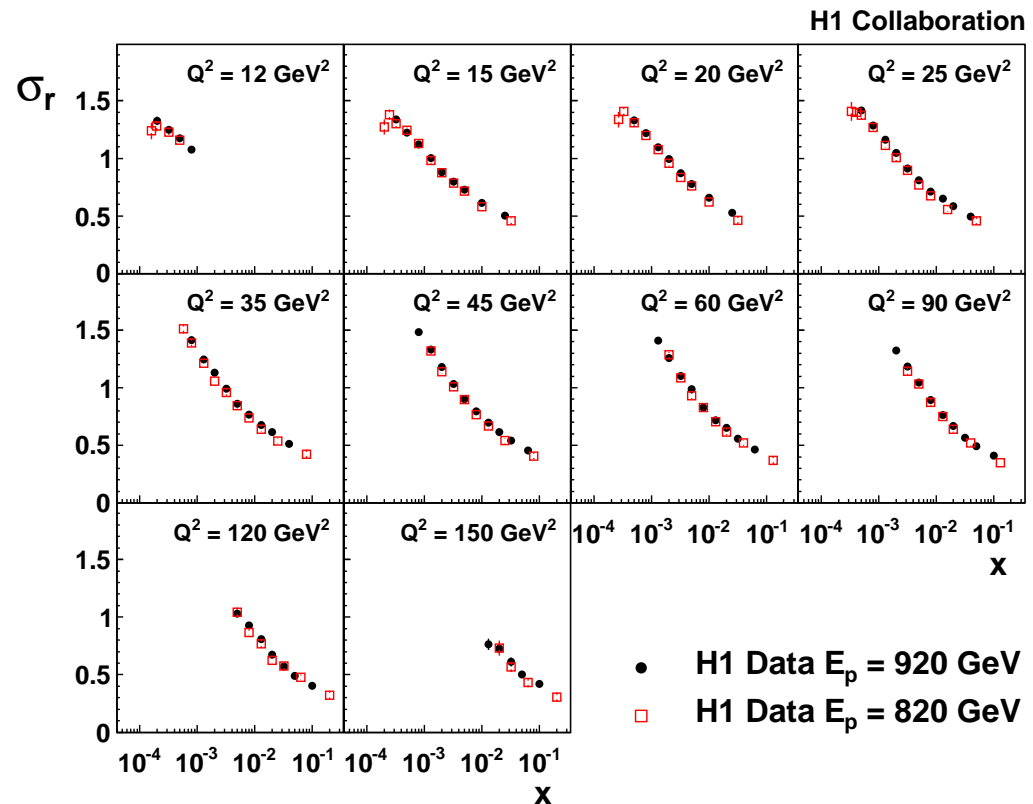 H1 Collaboration
σr
Q² = 12 GeV²
Q² = 15 GeV²
Q² = 20 GeV²
Q² = 25 GeV²
1.5
1
0.5
0
Q² = 35 GeV²
Q² = 45 GeV²
Q² = 60 GeV²
Q² = 90 GeV²
1.5
1
0.5
0
Q² = 120 GeV²
Q² = 150 GeV²
10⁻⁴ 10⁻³ 10⁻² 10⁻¹
10⁻⁴ 10⁻³ 10⁻² 10⁻¹
x
1.5
1
0.5
0
H1 Data Ep = 920 GeV
H1 Data Ep = 820 GeV
10⁻⁴ 10⁻³ 10⁻² 10⁻¹
10⁻⁴ 10⁻³ 10⁻² 10⁻¹
x